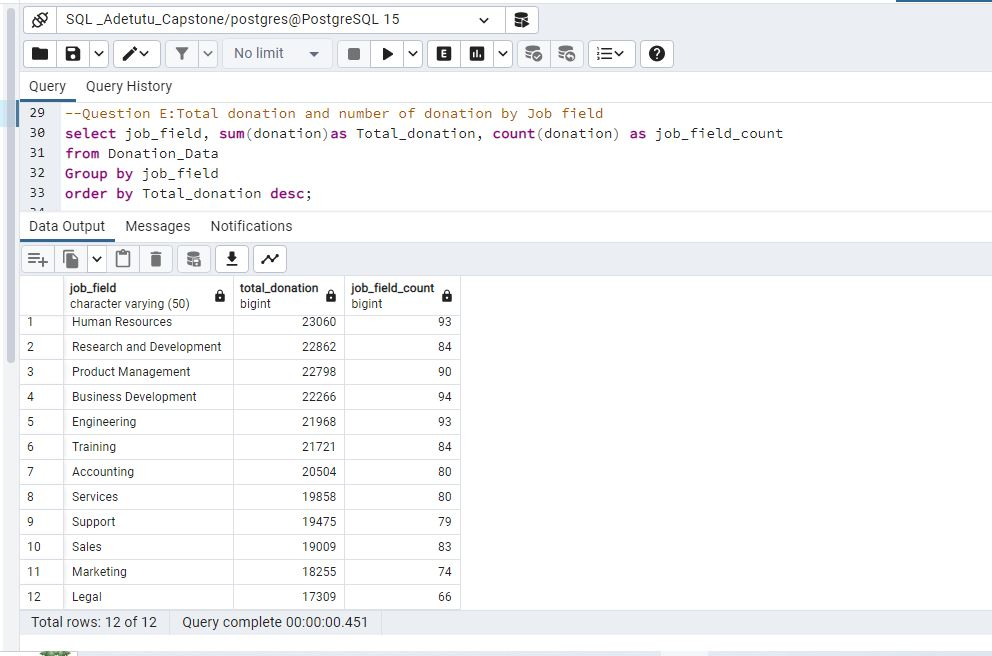 SQL _Adetutu_Capstone/postgres@PostgreSQL 15
No limit
E
Query Query History
29 --Question E:Total donation and number of donation by Job field
30 select job_field, sum(donation)as Total_donation, count(donation) as job_field_count
31 from Donation_Data
32 Group by job_field
33 order by Total_donation desc;
Data Output Messages Notifications
job_field total_donation job_field_count
character varying (50) bigint bigint
1 Human Resources 23060 93
2 Research and Development 22862 84
3 Product Management 22798 90
4 Business Development 22266 94
5 Engineering 21968 93
6 Training 21721 84
7 Accounting 20504 80
8 Services 19858 80
9 Support 19475 79
10 Sales 19009 83
11 Marketing 18255 74
12 Legal 17309 66
Total rows: 12 of 12 Query complete 00:00:00.451